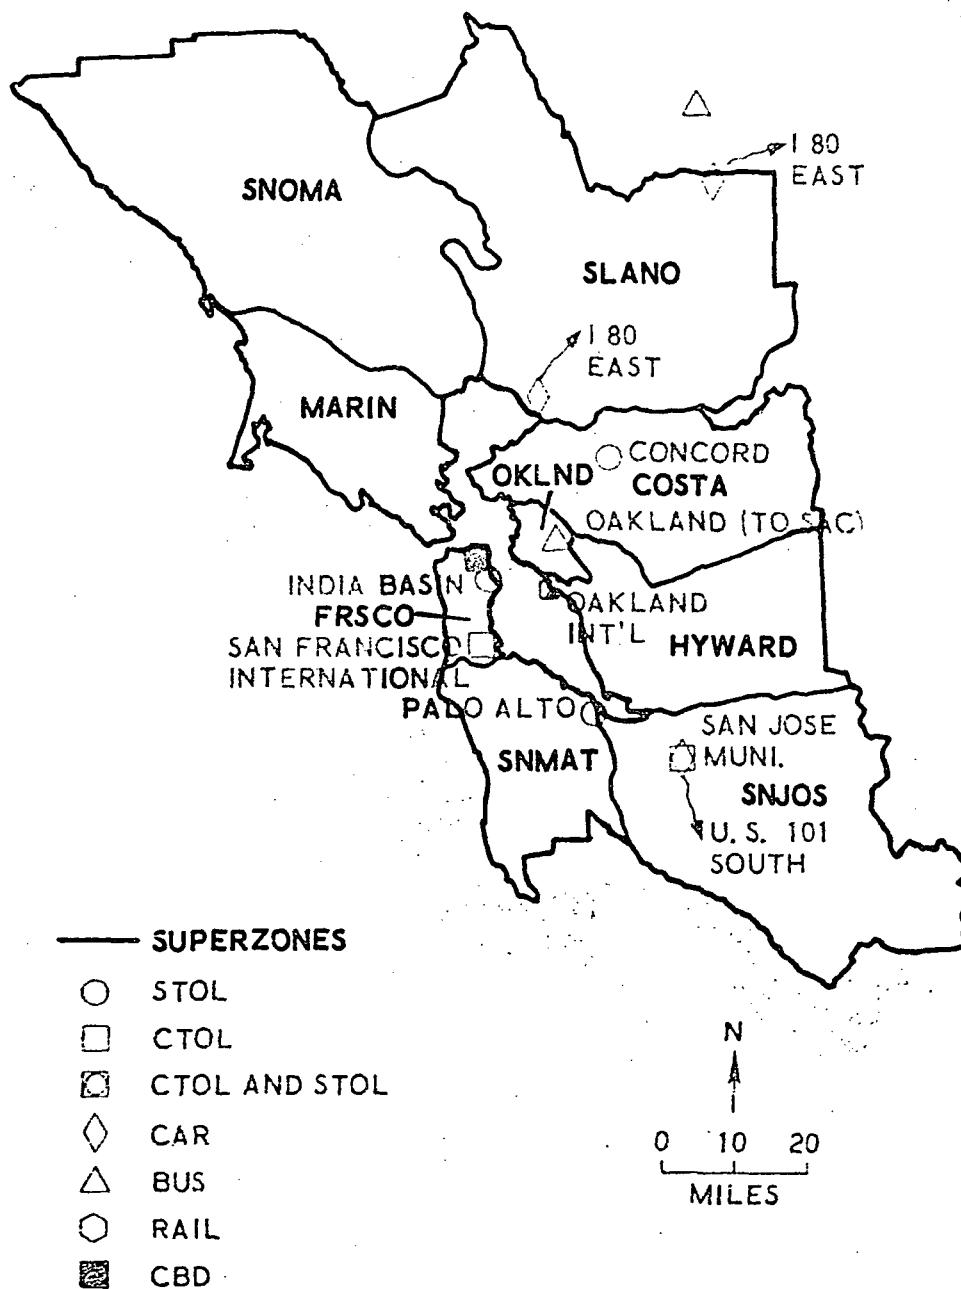 I 80
EAST
SNOMA
SLANO
I 80
EAST
MARIN
CONCORD
OKLND
COSTA
OAKLAND (TO SAC)
INDIA BASIN
OAKLAND
INT'L
FRSCO
SAN FRANCISCO
INTERNATIONAL
HYWARD
PALO ALTO
SAN JOSE
MUNI.
SNMAT
SNJOS
U.S. 101
SOUTH
SUPERZONES
STOL
CTOL
CTOL AND STOL
CAR
BUS
RAIL
CBD
N
0 10 20
MILES